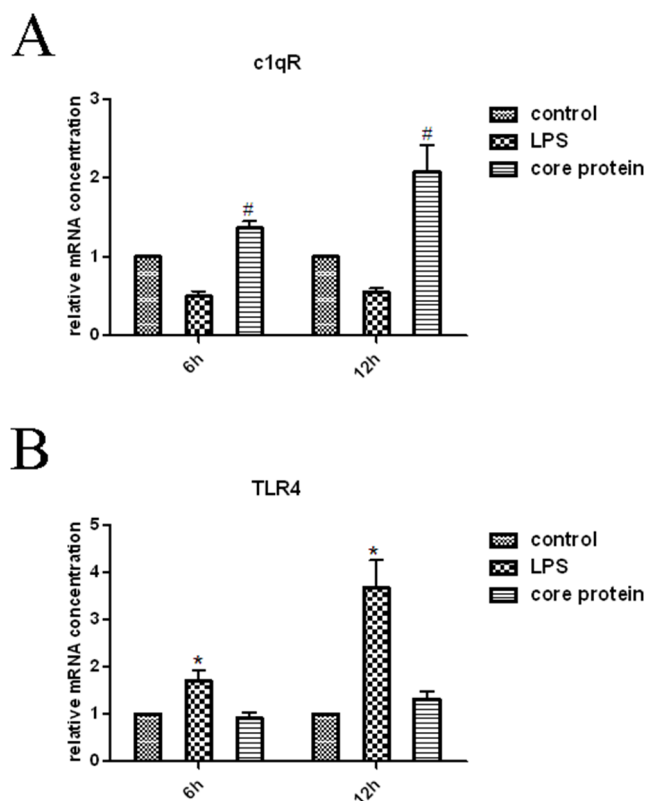 A
c1qR
relative mRNA concentration
3
2
1
0
#
#
6h
12h
control
LPS
core protein
B
TLR4
relative mRNA concentration
5
4
3
2
1
0
*
*
6h
12h
control
LPS
core protein